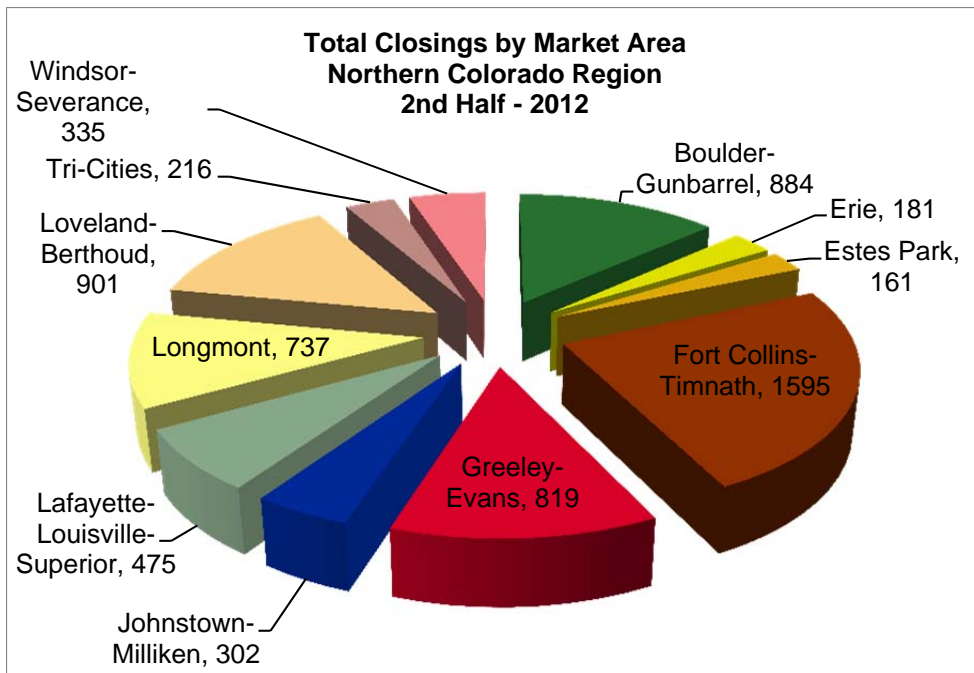 Total Closings by Market Area
Northern Colorado Region
2nd Half - 2012
Windsor-
Severance,
335
Tri-Cities, 216
Loveland-
Berthoud,
901
Boulder-
Gunbarrel, 884
Erie, 181
Estes Park,
161
Longmont, 737
Fort Collins-
Timnath, 1595
Greeley-
Evans, 819
Lafayette-
Louisville-
Superior, 475
Johnstown-
Milliken, 302